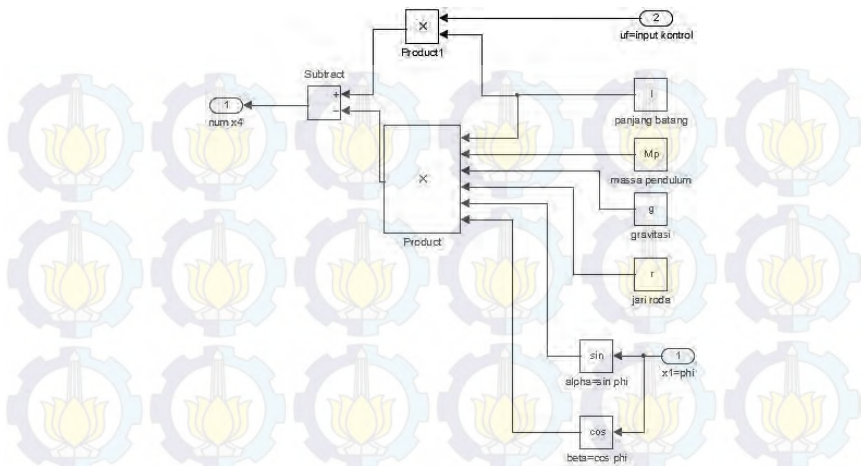 2
uf=input kontrol
×
Product1
Subtract
+
−
1
num x4
l
panjang batang
×
Product
Mp
massa pendulum
g
gravitasi
r
jari roda
sin
alpha=sin phi
1
x1=phi
cos
beta=cos phi